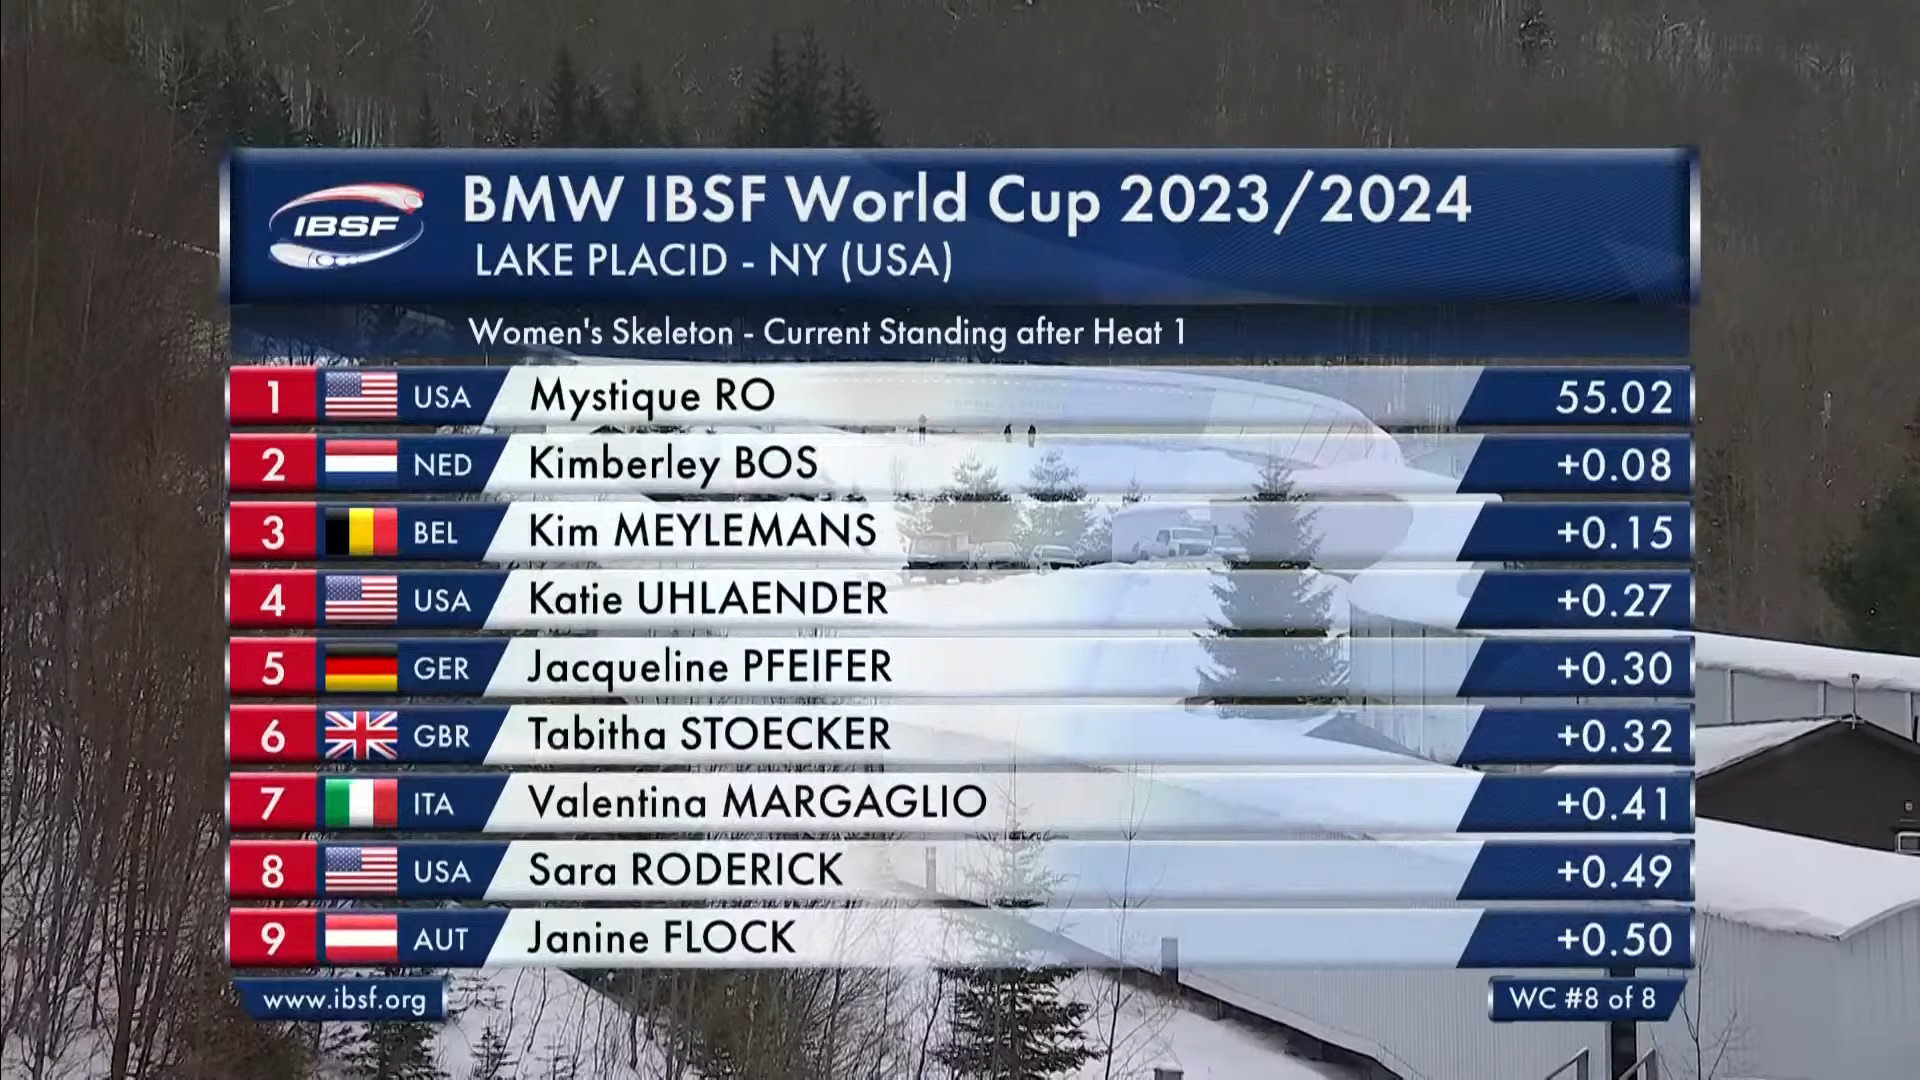 IBSF
BMW IBSF World Cup 2023/2024
LAKE PLACID - NY (USA)
Women's Skeleton - Current Standing after Heat 1
1 USA Mystique RO 55.02
2 NED Kimberley BOS +0.08
3 BEL Kim MEYLEMANS +0.15
4 USA Katie UHLAENDER +0.27
5 GER Jacqueline PFEIFER +0.30
6 GBR Tabitha STOECKER +0.32
7 ITA Valentina MARGAGLIO +0.41
8 USA Sara RODERICK +0.49
9 AUT Janine FLOCK +0.50
www.ibsf.org WC #8 of 8